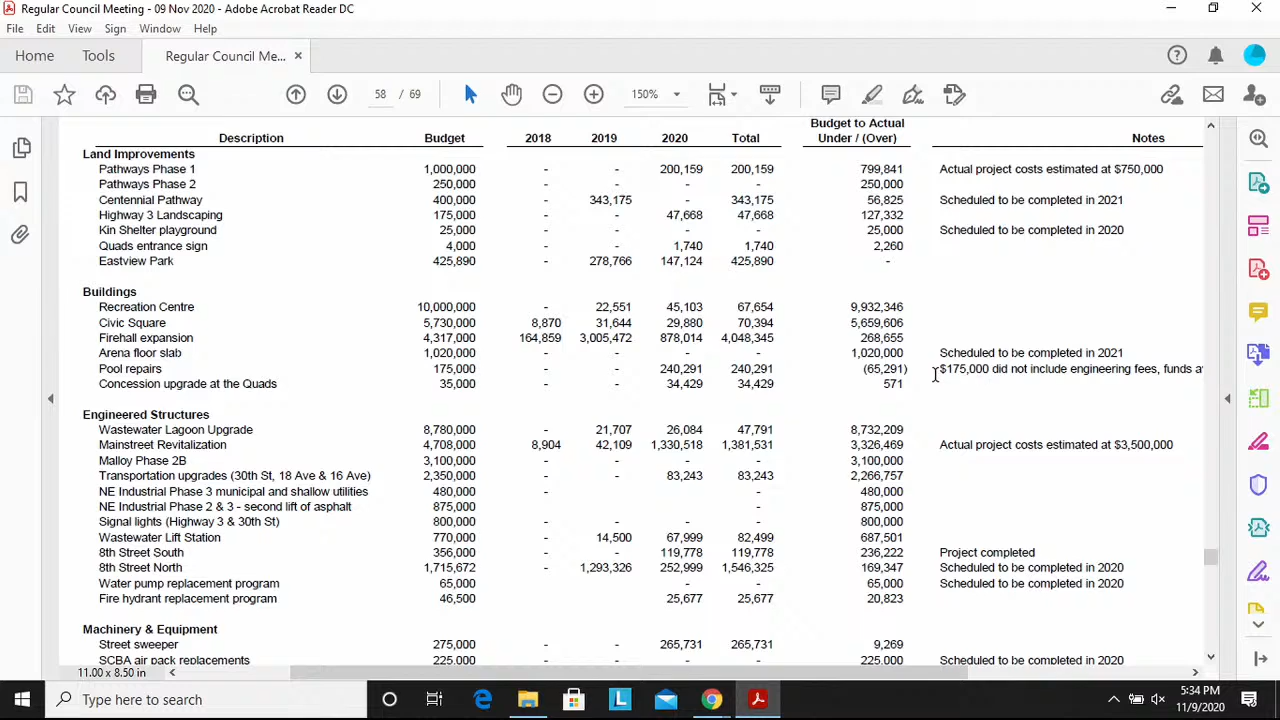 Regular Council Meeting - 09 Nov 2020 - Adobe Acrobat Reader DC
File Edit View Sign Window Help
Home Tools Regular Council Me... ×
58 / 69 150%
Budget to Actual
Description Budget 2018 2019 2020 Total Under / (Over) Notes
Land Improvements
Pathways Phase 1 1,000,000 - - 200,159 200,159 799,841 Actual project costs estimated at $750,000
Pathways Phase 2 250,000 - - - - 250,000
Centennial Pathway 400,000 - 343,175 - 343,175 56,825 Scheduled to be completed in 2021
Highway 3 Landscaping 175,000 - - 47,668 47,668 127,332
Kin Shelter playground 25,000 - - - - 25,000 Scheduled to be completed in 2020
Quads entrance sign 4,000 - - 1,740 1,740 2,260
Eastview Park 425,890 - 278,766 147,124 425,890 -
Buildings
Recreation Centre 10,000,000 - 22,551 45,103 67,654 9,932,346
Civic Square 5,730,000 8,870 31,644 29,880 70,394 5,659,606
Firehall expansion 4,317,000 164,859 3,005,472 878,014 4,048,345 268,655
Arena floor slab 1,020,000 - - - - 1,020,000 Scheduled to be completed in 2021
Pool repairs 175,000 - - 240,291 240,291 (65,291) $175,000 did not include engineering fees, funds
Concession upgrade at the Quads 35,000 - - 34,429 34,429 571
Engineered Structures
Wastewater Lagoon Upgrade 8,780,000 - 21,707 26,084 47,791 8,732,209
Mainstreet Revitalization 4,708,000 8,904 42,109 1,330,518 1,381,531 3,326,469 Actual project costs estimated at $3,500,000
Malloy Phase 2B 3,100,000 - - - - 3,100,000
Transportation upgrades (30th St, 18 Ave & 16 Ave) 2,350,000 - - 83,243 83,243 2,266,757
NE Industrial Phase 3 municipal and shallow utilities 480,000 - - 480,000
NE Industrial Phase 2 & 3 - second lift of asphalt 875,000 - 875,000
Signal lights (Highway 3 & 30th St) 800,000 - - - - 800,000
Wastewater Lift Station 770,000 14,500 67,999 82,499 687,501
8th Street South 356,000 - - 119,778 119,778 236,222 Project completed
8th Street North 1,715,672 - 1,293,326 252,999 1,546,325 169,347 Scheduled to be completed in 2020
Water pump replacement program 65,000 - - 65,000 Scheduled to be completed in 2020
Fire hydrant replacement program 46,500 25,677 25,677 20,823
Machinery & Equipment
Street sweeper 275,000 - - 265,731 265,731 9,269
SCBA air pack replacements 225,000 - - - - 225,000 Scheduled to be completed in 2020
11.00 x 8.50 in
Type here to search
5:34 PM
11/9/2020